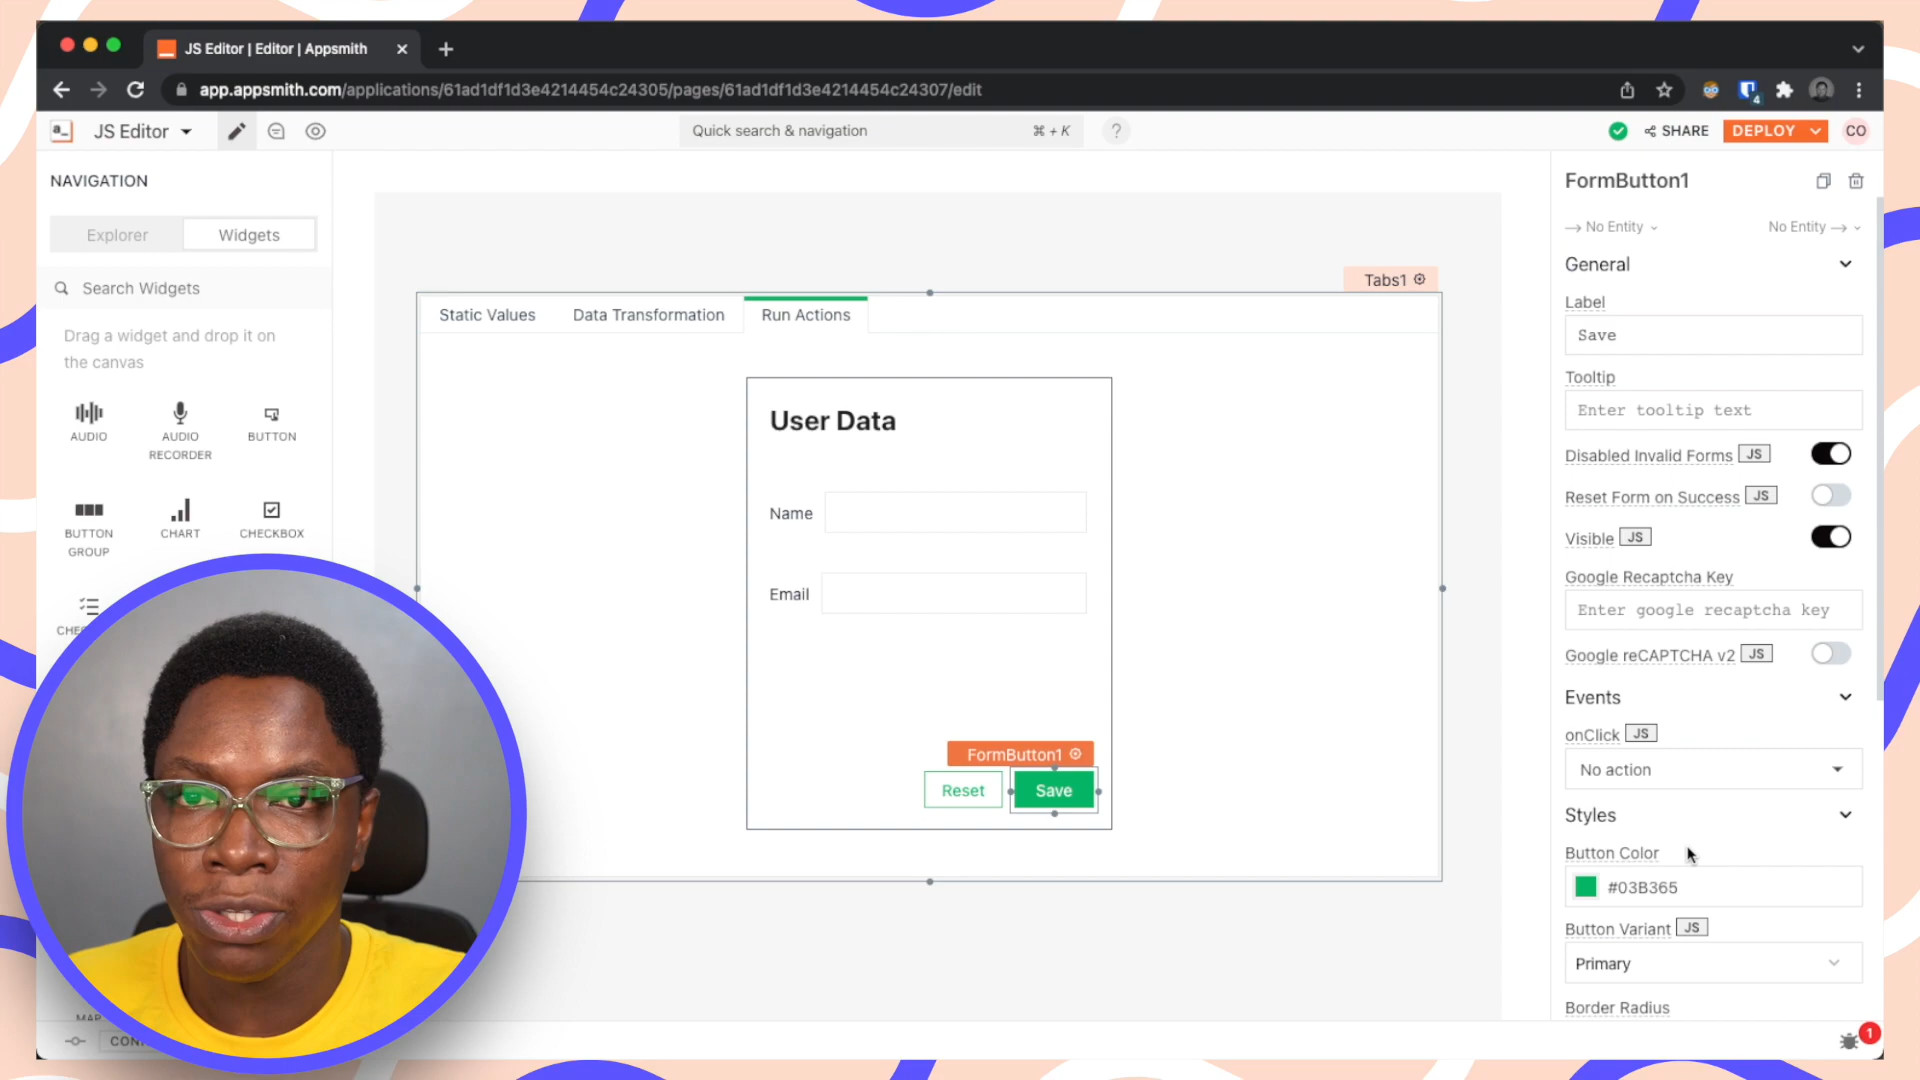 JS Editor | Editor | Appsmith
app.appsmith.com/applications/61ad1df1d3e4214454c24305/pages/61ad1df1d3e4214454c24307/edit
4
a_
JS Editor
Quick search & navigation
⌘ + K
?
SHARE
DEPLOY
CO
NAVIGATION
Explorer
Widgets
Search Widgets
Drag a widget and drop it on
the canvas
AUDIO
AUDIO
RECORDER
BUTTON
BUTTON
GROUP
CHART
CHECKBOX
Tabs1
Static Values
Data Transformation
Run Actions
User Data
Name
Email
FormButton1
Reset
Save
FormButton1
No Entity
No Entity
General
Label
Save
Tooltip
Enter tooltip text
Disabled Invalid Forms
JS
Reset Form on Success
JS
Visible
JS
Google Recaptcha Key
Enter google recaptcha key
Google reCAPTCHA v2
JS
Events
onClick
JS
No action
Styles
Button Color
#03B365
Button Variant
JS
Primary
Border Radius
1